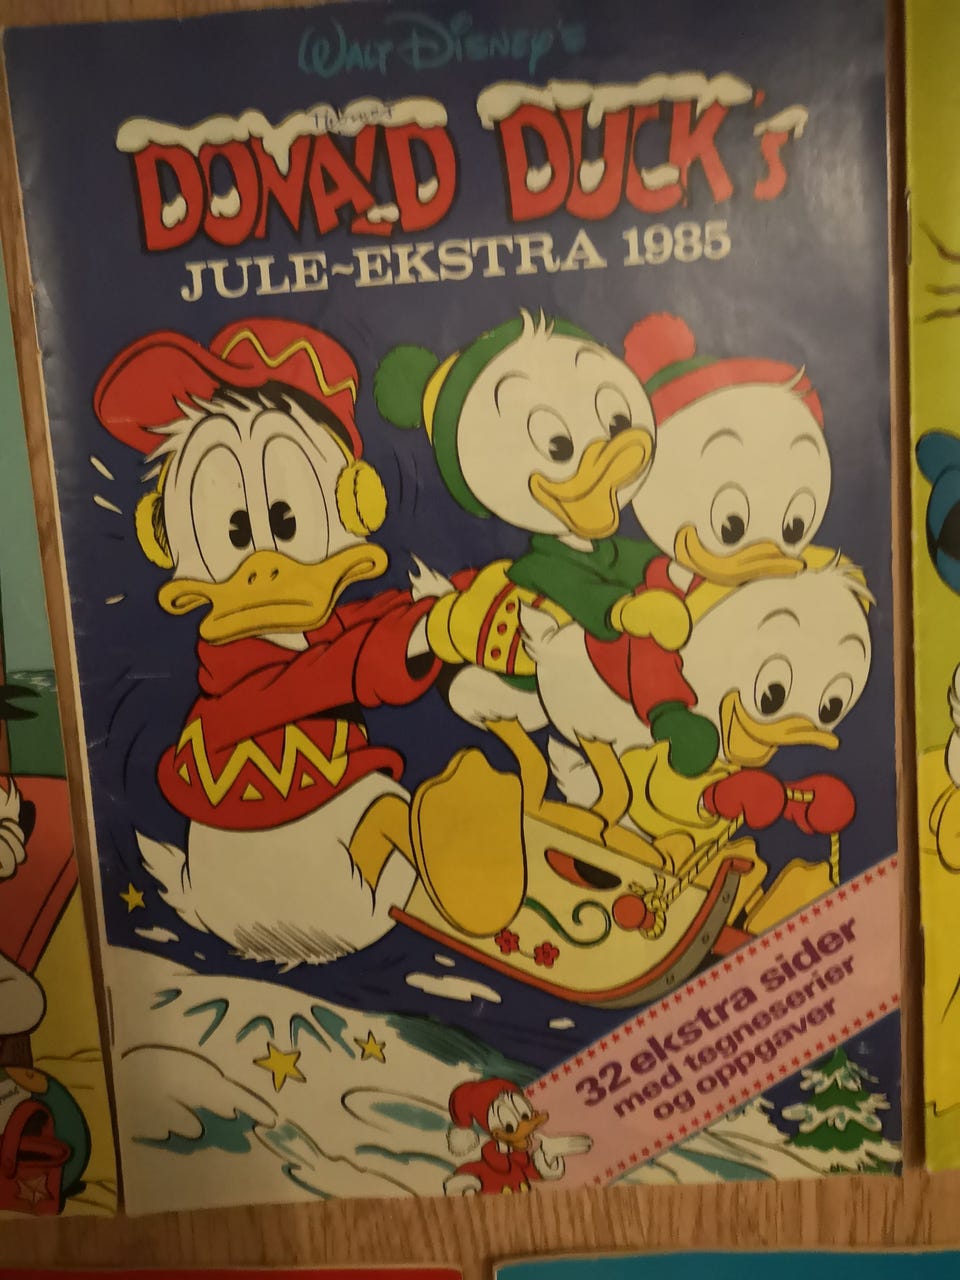 Walt Disney's
DONALD DUCK's
JULE~EKSTRA 1985
32 ekstra sider
med tegneserier
og oppgaver